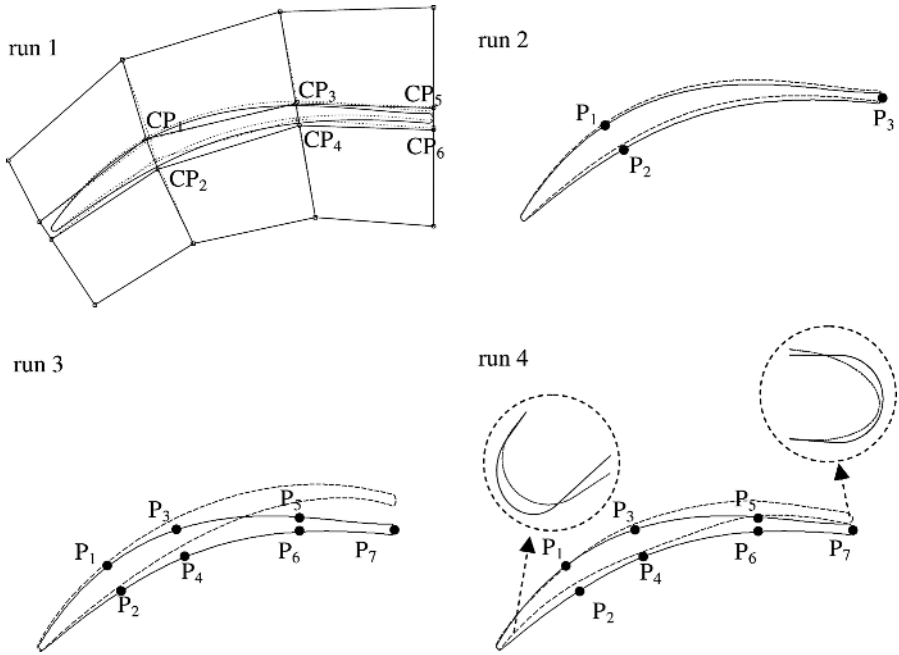 run 1
CP1
CP2
CP3
CP4
CP5
CP6
run 2
P1
P2
P3
run 3
P1
P2
P3
P4
P5
P6
P7
run 4
P1
P2
P3
P4
P5
P6
P7